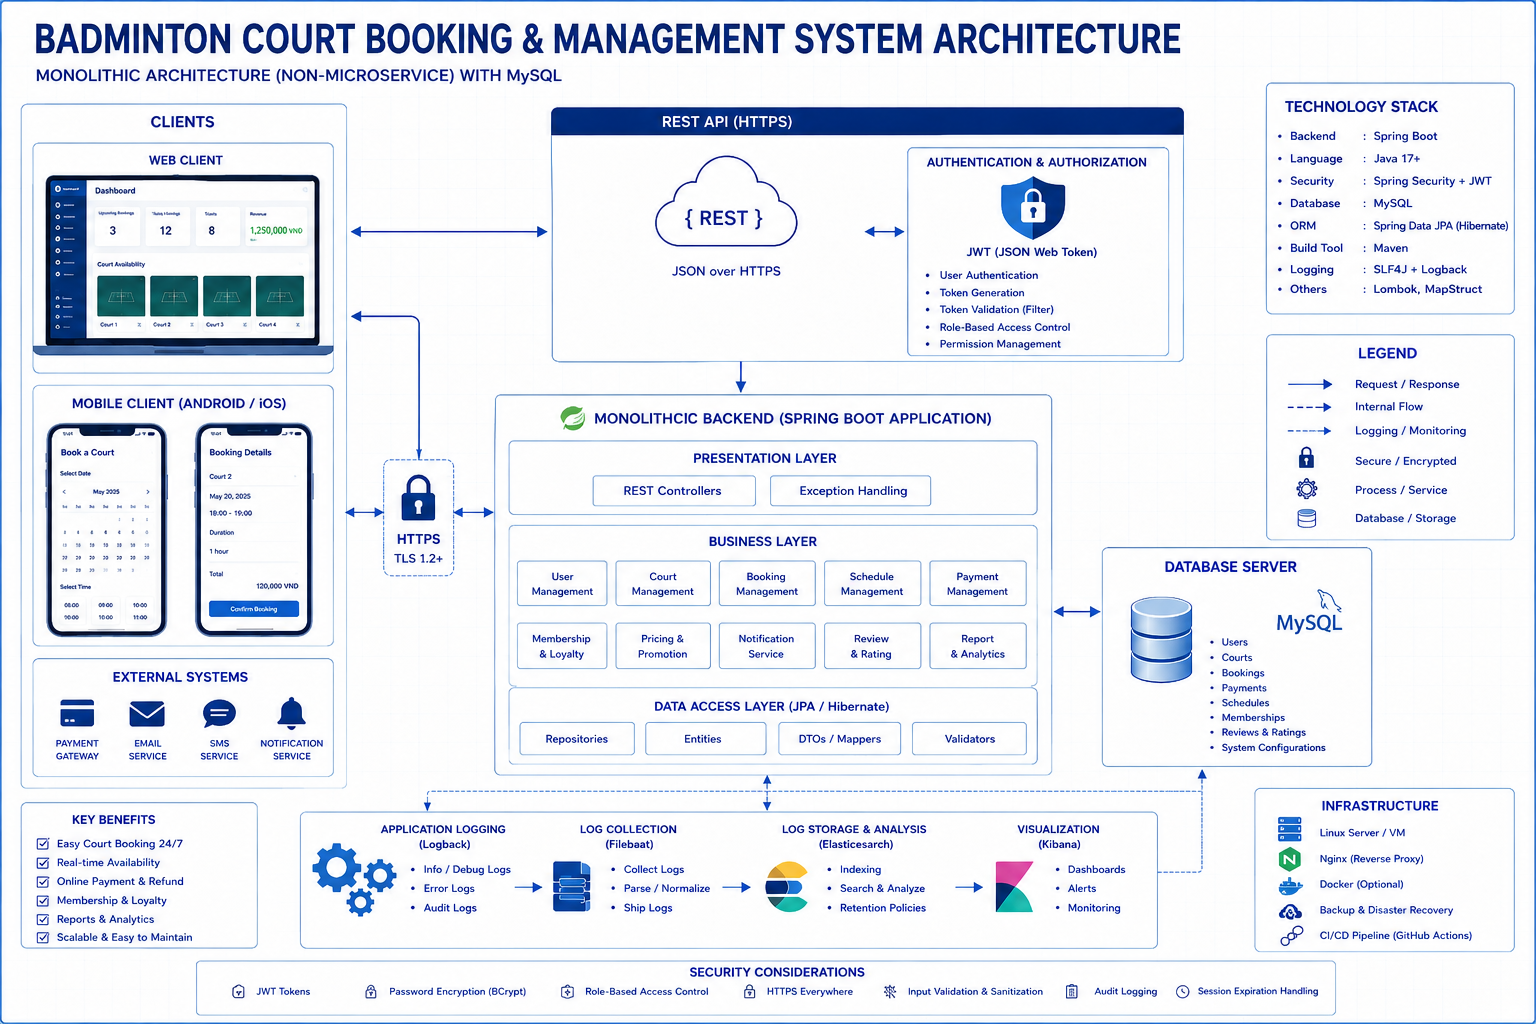 BADMINTON COURT BOOKING & MANAGEMENT SYSTEM ARCHITECTURE
MONOLITHIC ARCHITECTURE (NON-MICROSERVICE) WITH MySQL
CLIENTS
WEB CLIENT
Dashboard
Upcoming Bookings
3
12
8
Revenue
1,250,000 VND
Court Availability
Court 1
Court 2
Court 3
Court 4
MOBILE CLIENT (ANDROID / iOS)
Book a Court
Select Date
May 2025
Select Time
08:00
09:00
10:00
10:00
10:00
11:00
Booking Details
Court 2
May 20, 2025
18:00 - 19:00
Duration
1 hour
Total
120,000 VND
Confirm Booking
EXTERNAL SYSTEMS
PAYMENT
GATEWAY
EMAIL
SERVICE
SMS
SERVICE
NOTIFICATION
SERVICE
KEY BENEFITS
Easy Court Booking 24/7
Real-time Availability
Online Payment & Refund
Membership & Loyalty
Reports & Analytics
Scalable & Easy to Maintain
HTTPS
TLS 1.2+
REST API (HTTPS)
{ REST }
JSON over HTTPS
AUTHENTICATION & AUTHORIZATION
JWT (JSON Web Token)
• User Authentication
• Token Generation
• Token Validation (Filter)
• Role-Based Access Control
• Permission Management
MONOLITHCIC BACKEND (SPRING BOOT APPLICATION)
PRESENTATION LAYER
REST Controllers
Exception Handling
BUSINESS LAYER
User
Management
Court
Management
Booking
Management
Schedule
Management
Payment
Management
Membership
& Loyalty
Pricing &
Promotion
Notification
Service
Review
& Rating
Report
& Analytics
DATA ACCESS LAYER (JPA / Hibernate)
Repositories
Entities
DTOs / Mappers
Validators
APPLICATION LOGGING
(Logback)
• Info / Debug Logs
• Error Logs
• Audit Logs
LOG COLLECTION
(Filebaat)
• Collect Logs
• Parse / Normalize
• Ship Logs
LOG STORAGE & ANALYSIS
(Elasticesarch)
• Indexing
• Search & Analyze
• Retention Policies
VISUALIZATION
(Kibana)
• Dashboards
• Alerts
• Monitoring
TECHNOLOGY STACK
• Backend : Spring Boot
• Language : Java 17+
• Security : Spring Security + JWT
• Database : MySQL
• ORM : Spring Data JPA (Hibernate)
• Build Tool : Maven
• Logging : SLF4J + Logback
• Others : Lombok, MapStruct
LEGEND
Request / Response
Internal Flow
Logging / Monitoring
Secure / Encrypted
Process / Service
Database / Storage
DATABASE SERVER
MySQL
• Users
• Courts
• Bookings
• Payments
• Schedules
• Memberships
• Reviews & Ratings
• System Configurations
INFRASTRUCTURE
Linux Server / VM
Nginx (Reverse Proxy)
Docker (Optional)
Backup & Disaster Recovery
CI/CD Pipeline (GitHub Actions)
SECURITY CONSIDERATIONS
JWT Tokens
Password Encryption (BCrypt)
Role-Based Access Control
HTTPS Everywhere
Input Validation & Sanitization
Audit Logging
Session Expiration Handling